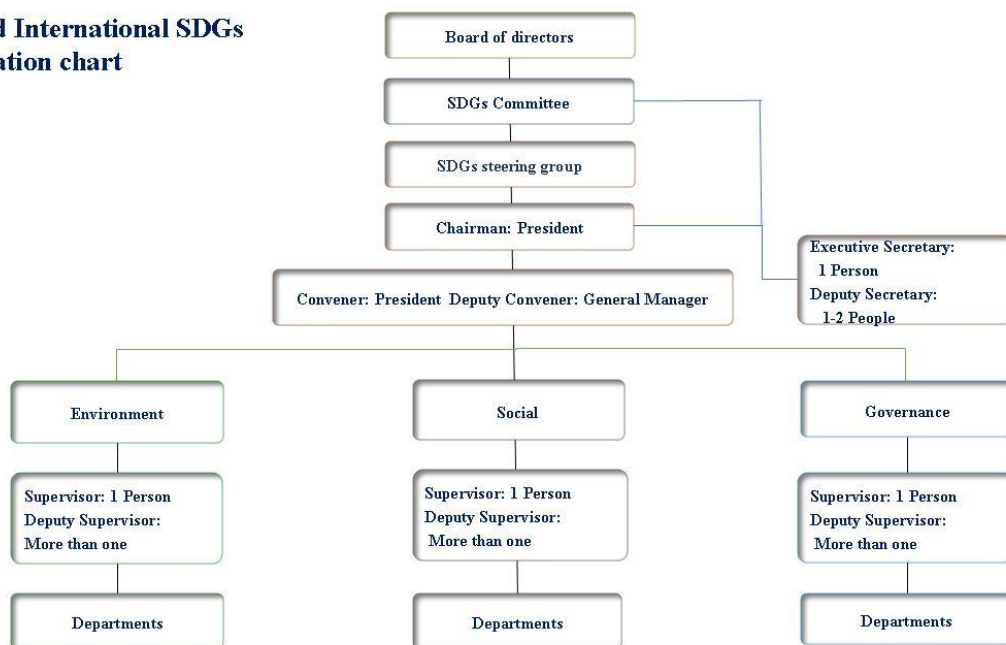 International SDGs
chart
Board of directors
SDGs Committee
SDGs steering group
Chairman: President
Convener: President Deputy Convener: General Manager
Executive Secretary:
1 Person
Deputy Secretary:
1-2 People
Environment
Social
Governance
Supervisor: 1 Person
Deputy Supervisor:
More than one
Supervisor: 1 Person
Deputy Supervisor:
More than one
Supervisor: 1 Person
Deputy Supervisor:
More than one
Departments
Departments
Departments